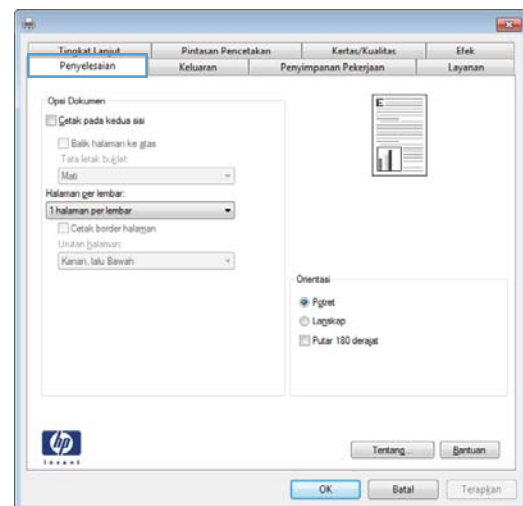 Tingkat Lanjut Pintasan Pencetakan Kertas/Kualitas Efek
Penyelesaian Keluaran Penyimpanan Pekerjaan Layanan
Opsi Dokumen
Cetak pada kedua sisi
Balik halaman ke atas
Tata letak buklet:
Mati
Halaman per lembar:
1 halaman per lembar
Cetak border halaman
Urutan halaman:
Kanan, lalu Bawah
E
Orientasi
Potret
Lanskap
Putar 180 derajat
hp
invent
Tentang... Bantuan
OK Batal Terapkan